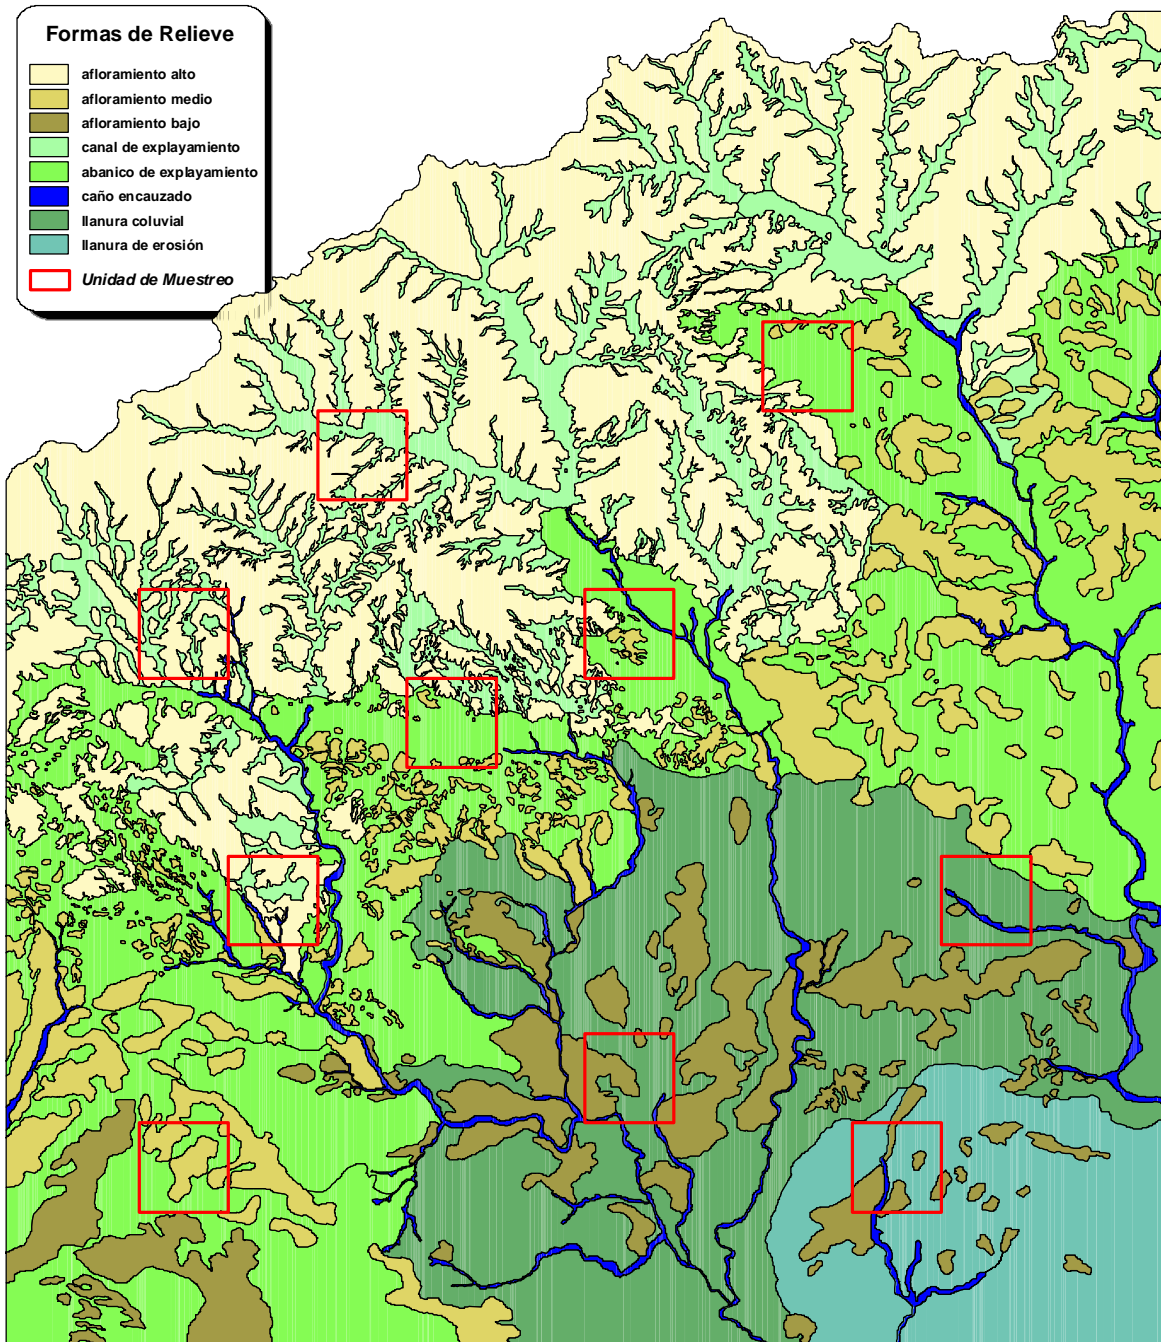 Formas de Relieve
afloramiento alto
afloramiento medio
afloramiento bajo
canal de explayamiento
abanico de explayamiento
caño encauzado
llanura coluvial
llanura de erosión
Unidad de Muestreo